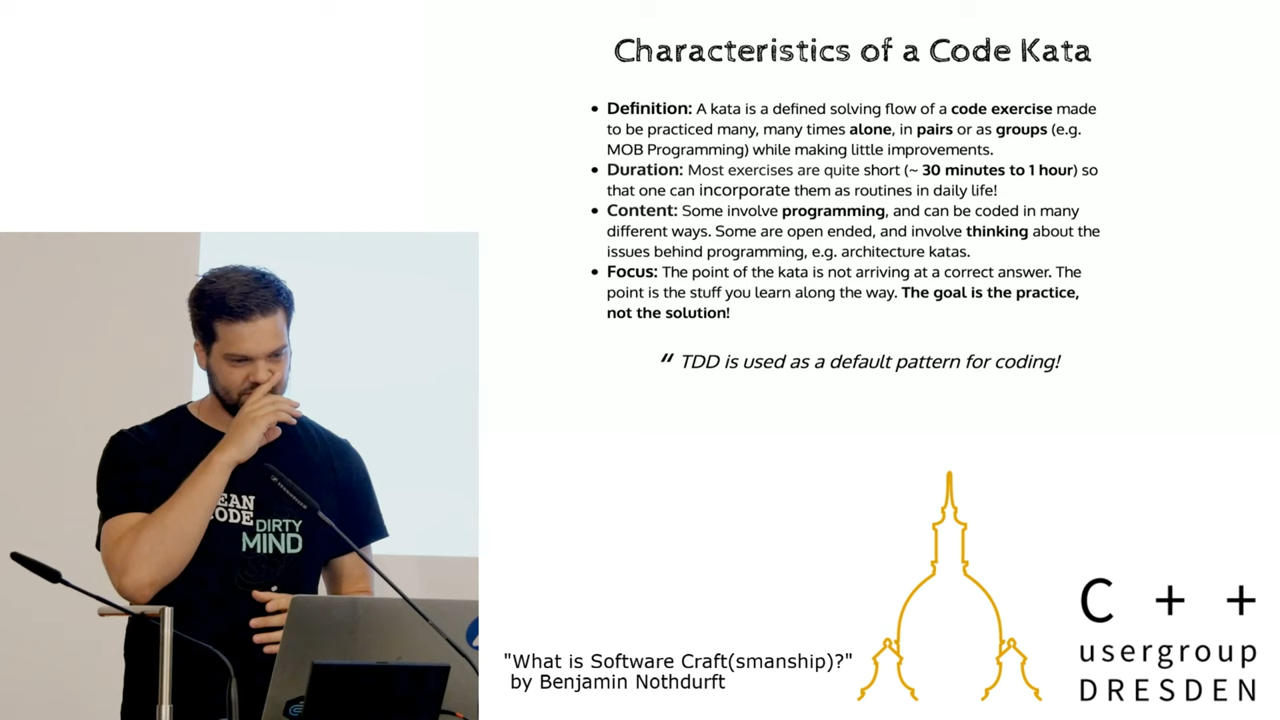 Characteristics of a Code Kata
• Definition: A kata is a defined solving flow of a code exercise made
to be practiced many, many times alone, in pairs or as groups (e.g.
MOB Programming) while making little improvements.
• Duration: Most exercises are quite short (~ 30 minutes to 1 hour) so
that one can incorporate them as routines in daily life!
• Content: Some involve programming, and can be coded in many
different ways. Some are open ended, and involve thinking about the
issues behind programming, e.g. architecture katas.
• Focus: The point of the kata is not arriving at a correct answer. The
point is the stuff you learn along the way. The goal is the practice,
not the solution!
“ TDD is used as a default pattern for coding!
EAN
ODE
DIRTY
MIND
"What is Software Craft(smanship)?"
by Benjamin Nothdurft
C + +
usergroup
DRESDEN